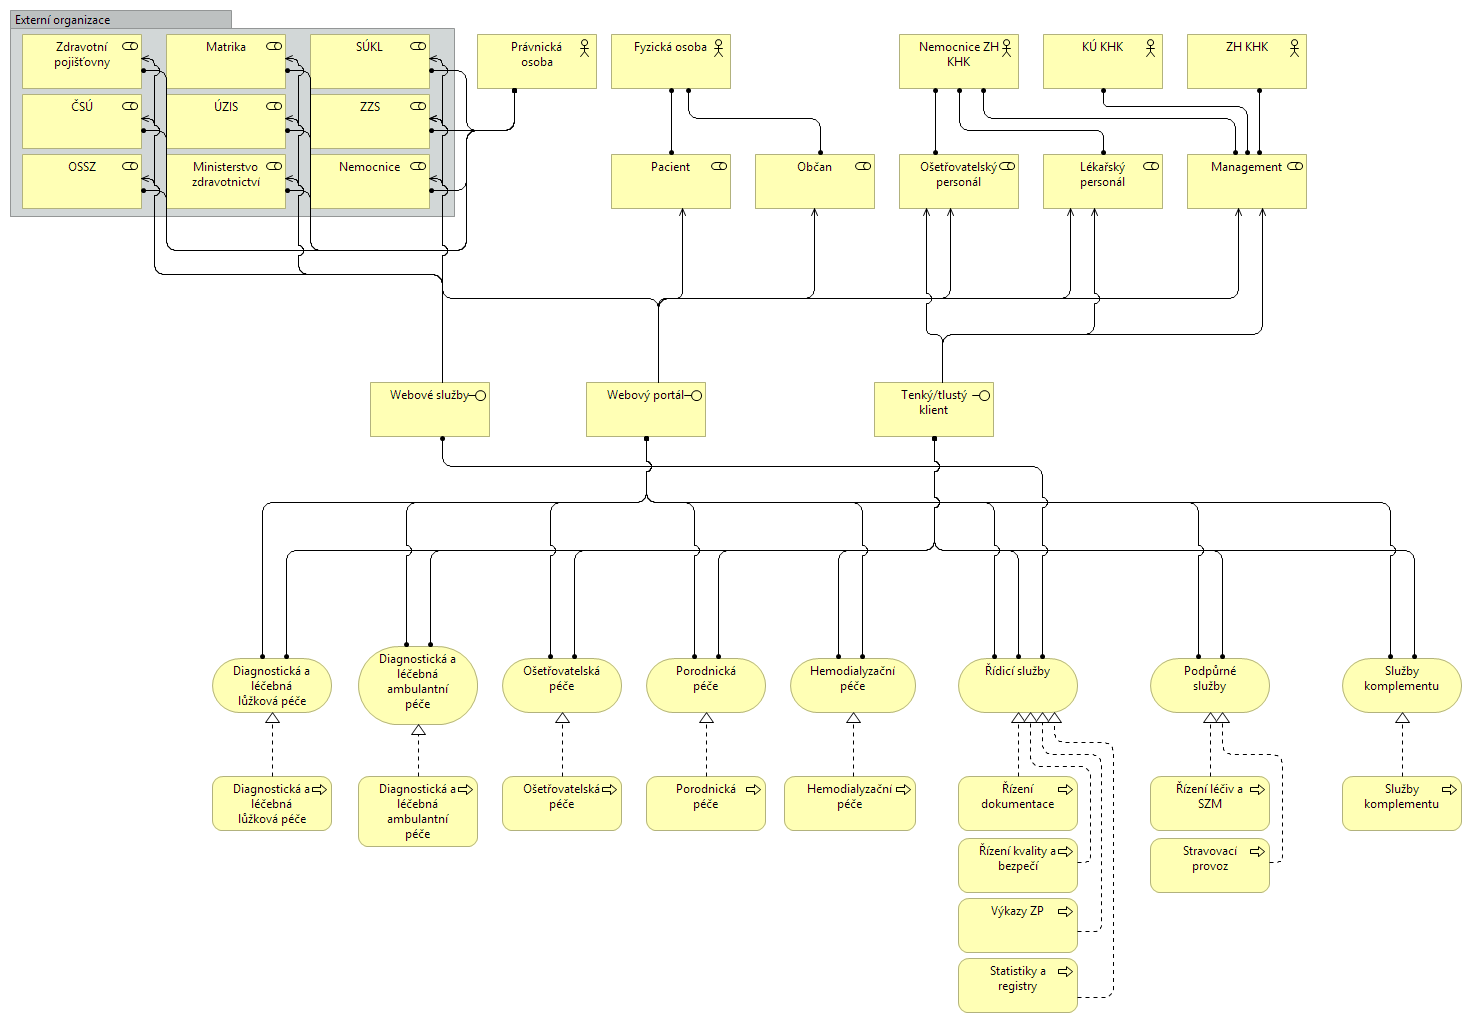 Externí organizace
Zdravotní
pojišťovny
Matrika
SÚKL
Právnická
osoba
Fyzická osoba
Nemocnice ZH
KHK
KÚ KHK
ZH KHK
ČSÚ
ÚZIS
ZZS
OSSZ
Ministerstvo
zdravotnictví
Nemocnice
Pacient
Občan
Ošetřovatelský
personál
Lékařský
personál
Management
Webové služby
Webový portál
Tenký/tlustý
klient
Diagnostická a
léčebná
lůžková péče
Diagnostická a
léčebná
ambulantní
péče
Ošetřovatelská
péče
Porodnická
péče
Hemodialyzační
péče
Řídicí služby
Podpůrné
služby
Služby
komplementu
Diagnostická a
léčebná
lůžková péče
Diagnostická a
léčebná
ambulantní
péče
Ošetřovatelská
péče
Porodnická
péče
Hemodialyzační
péče
Řízení
dokumentace
Řízení léčiv a
SZM
Služby
komplementu
Řízení kvality a
bezpečí
Stravovací
provoz
Výkazy ZP
Statistiky a
registry